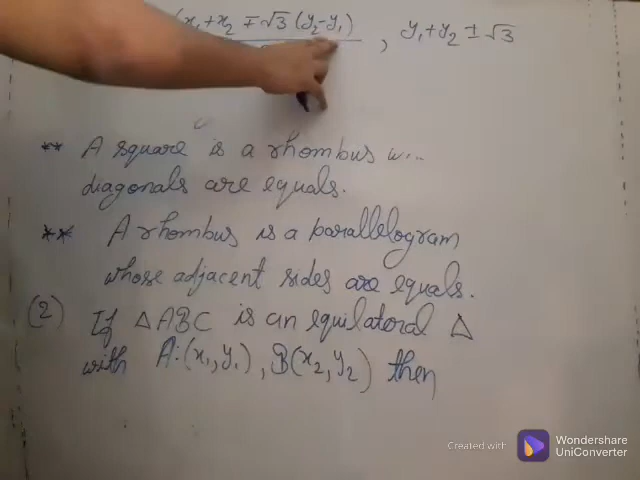 (x₁+x₂ ∓ √3 (y₂-y₁) , y₁+y₂ ± √3
** A square is a rhombus
diagonals are equals.
** A rhombus is a parallelogram
whose adjacent sides are equals.
(2) If △ABC is an equilateral △
with A:(x₁,y₁), B(x₂,y₂) then
Created with Wondershare
UniConverter